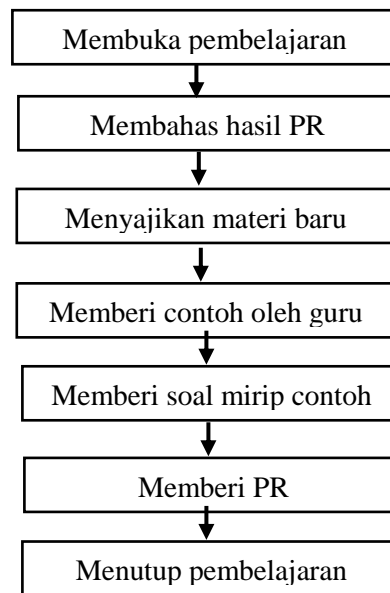 Membuka pembelajaran
Membahas hasil PR
Menyajikan materi baru
Memberi contoh oleh guru
Memberi soal mirip contoh
Memberi PR
Menutup pembelajaran